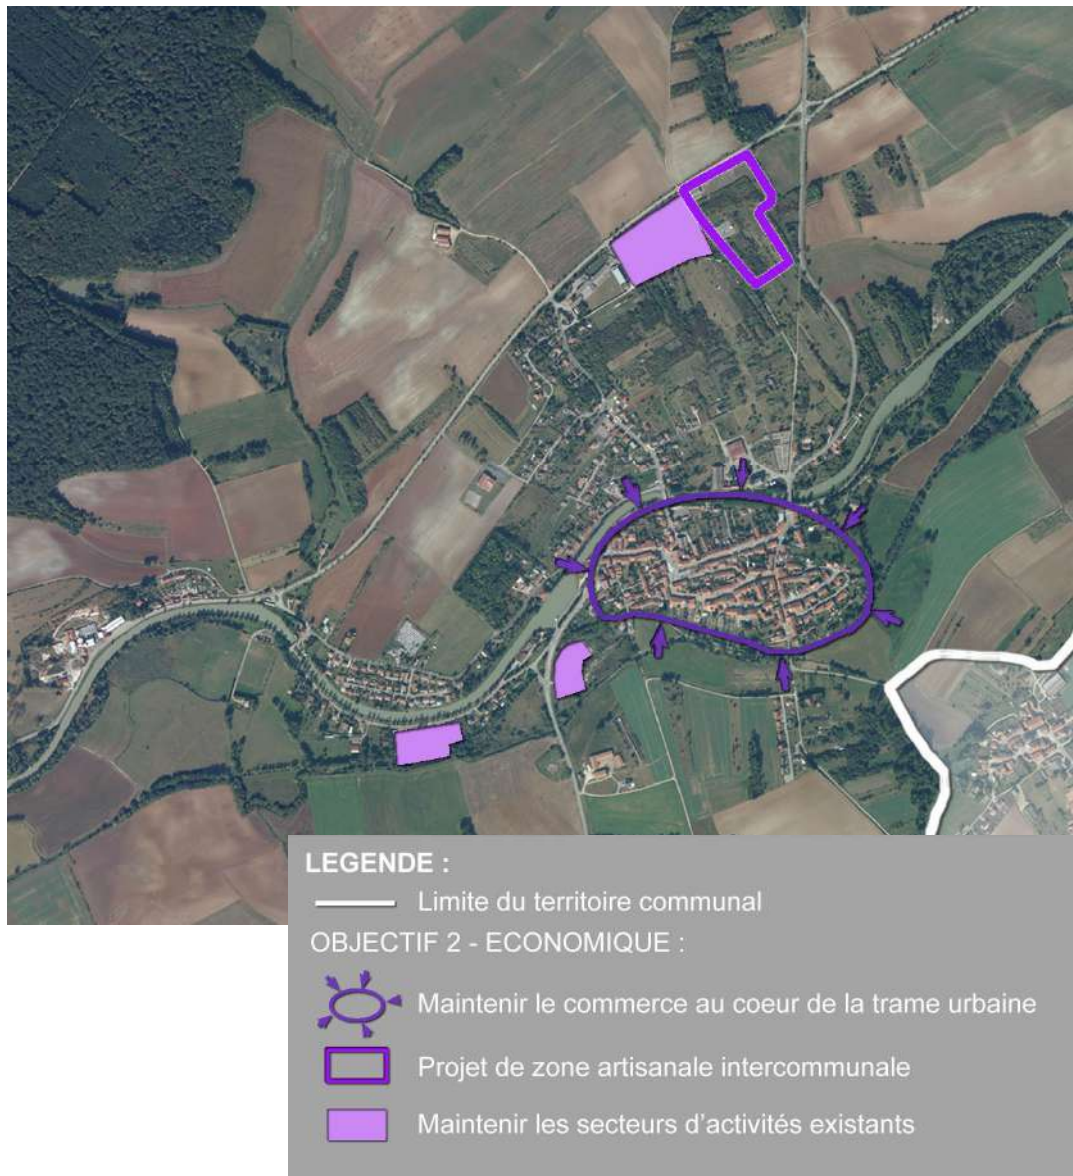 LEGENDE :
Limite du territoire communal
OBJECTIF 2 - ECONOMIQUE :
Maintenir le commerce au coeur de la trame urbaine
Projet de zone artisanale intercommunale
Maintenir les secteurs d'activités existants